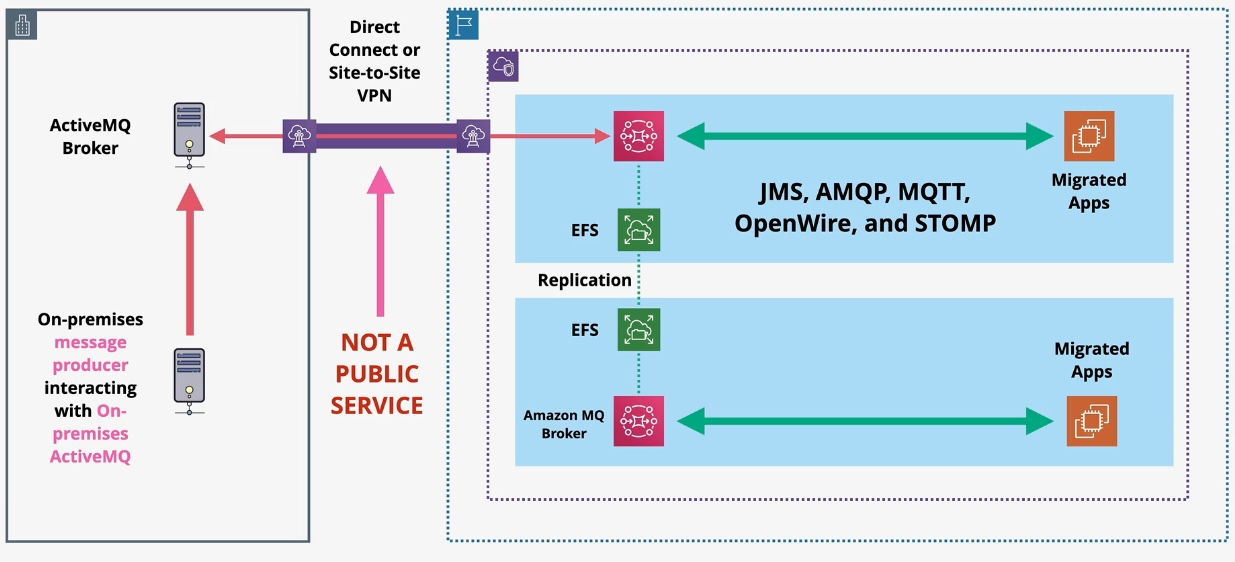 Direct
Connect or
Site-to-Site
VPN
ActiveMQ
Broker
On-premises
message
producer
interacting
with On-
premises
ActiveMQ
NOT A
PUBLIC
SERVICE
JMS, AMQP, MQTT,
OpenWire, and STOMP
Migrated
Apps
EFS
Replication
EFS
Amazon MQ
Broker
Migrated
Apps